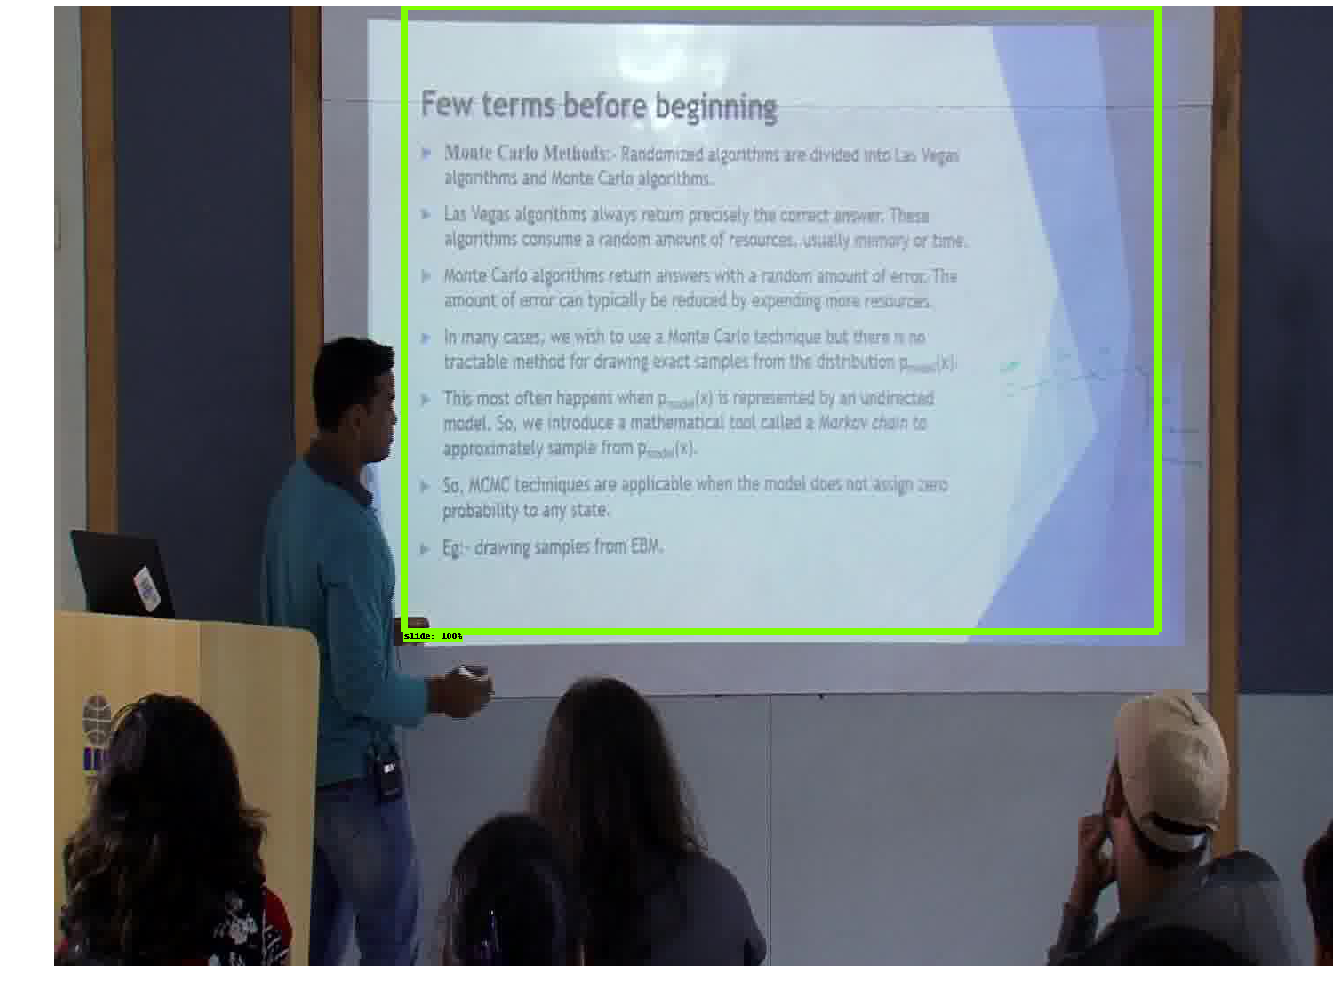 Few terms before beginning
Monte Carlo Methods:- Randomized algorithms are divided into Las Vegas
algorithms and Monte Carlo algorithms.
Las Vegas algorithms always return precisely the correct answer. These
algorithms consume a random amount of resources, usually memory or time.
Monte Carlo algorithms return answers with a random amount of error. The
amount of error can typically be reduced by expending more resources.
In many cases, we wish to use a Monte Carlo technique but there is no
tractable method for drawing exact samples from the distribution pmodel(x).
This most often happens when pmodel(x) is represented by an undirected
model. So, we introduce a mathematical tool called a Markov chain to
approximately sample from pmodel(x).
So, MCMC techniques are applicable when the model does not assign zero
probability to any state.
Eg:- drawing samples from EBM.
slide: 100%